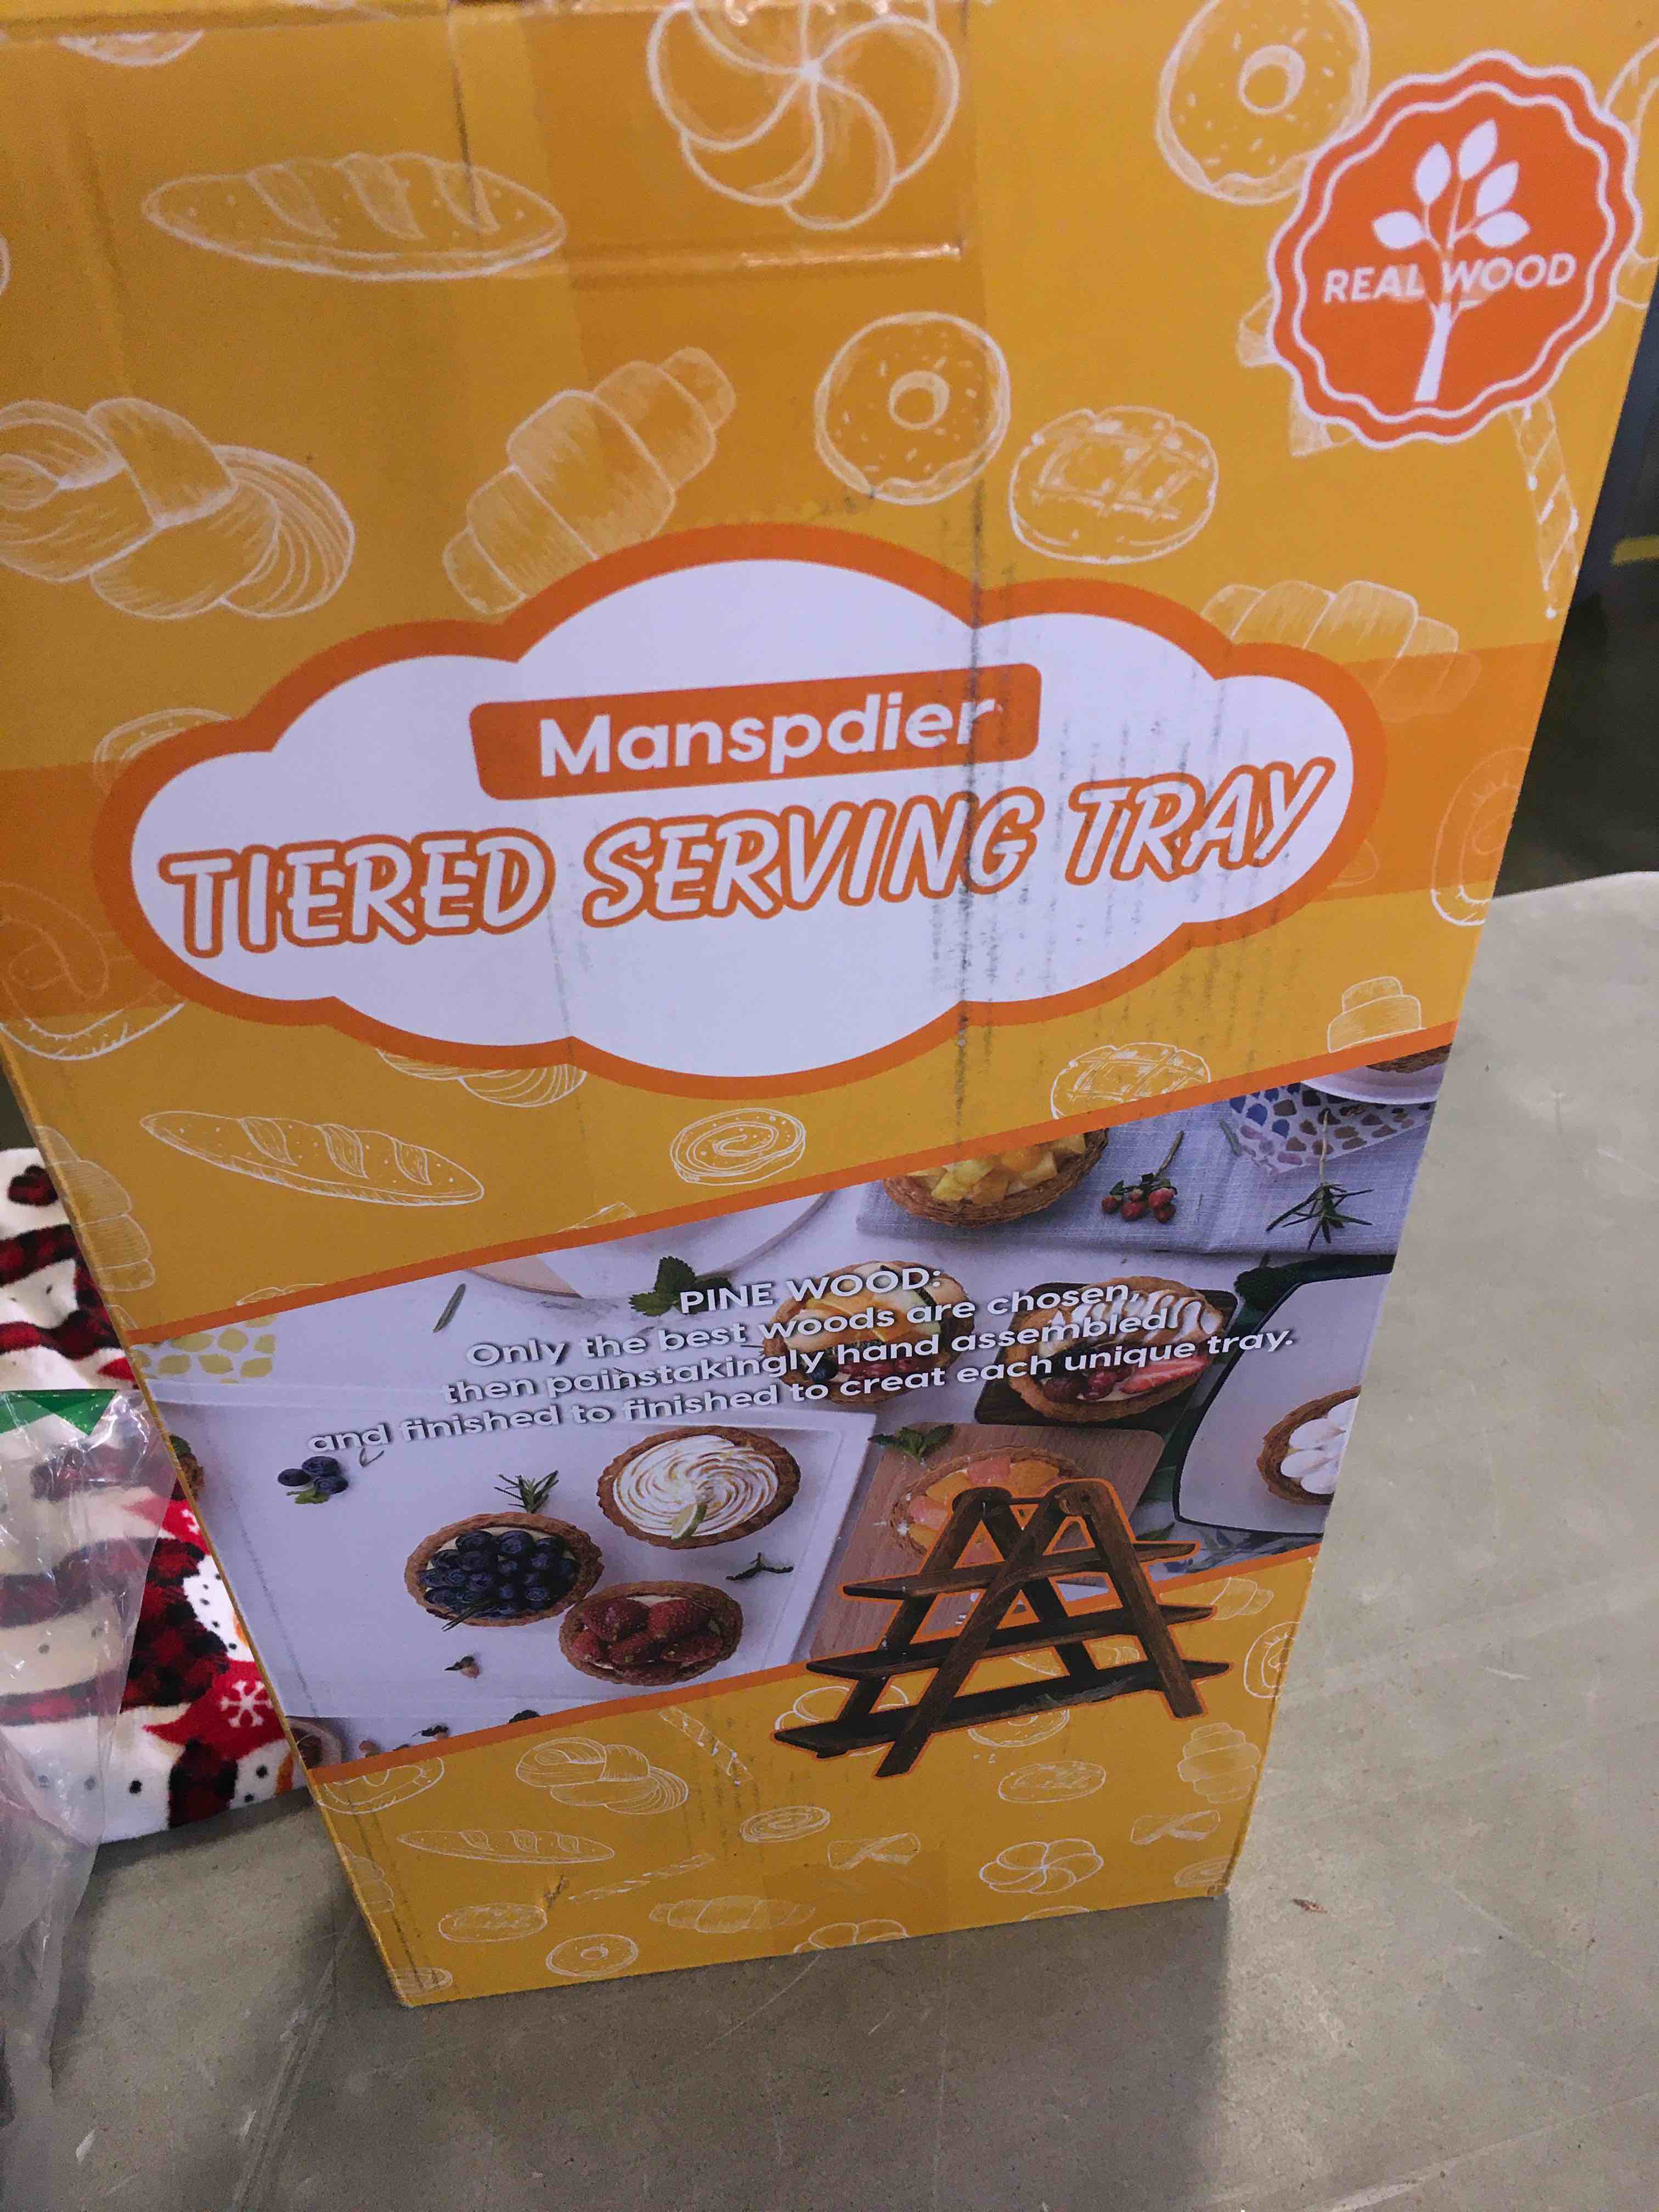 REAL WOOD
Manspdier
TIERED SERVING TRAY
PINE WOOD:
Only the best woods are chosen,
then painstakingly hand assembled.
and finished to finished to creat each unique tray.